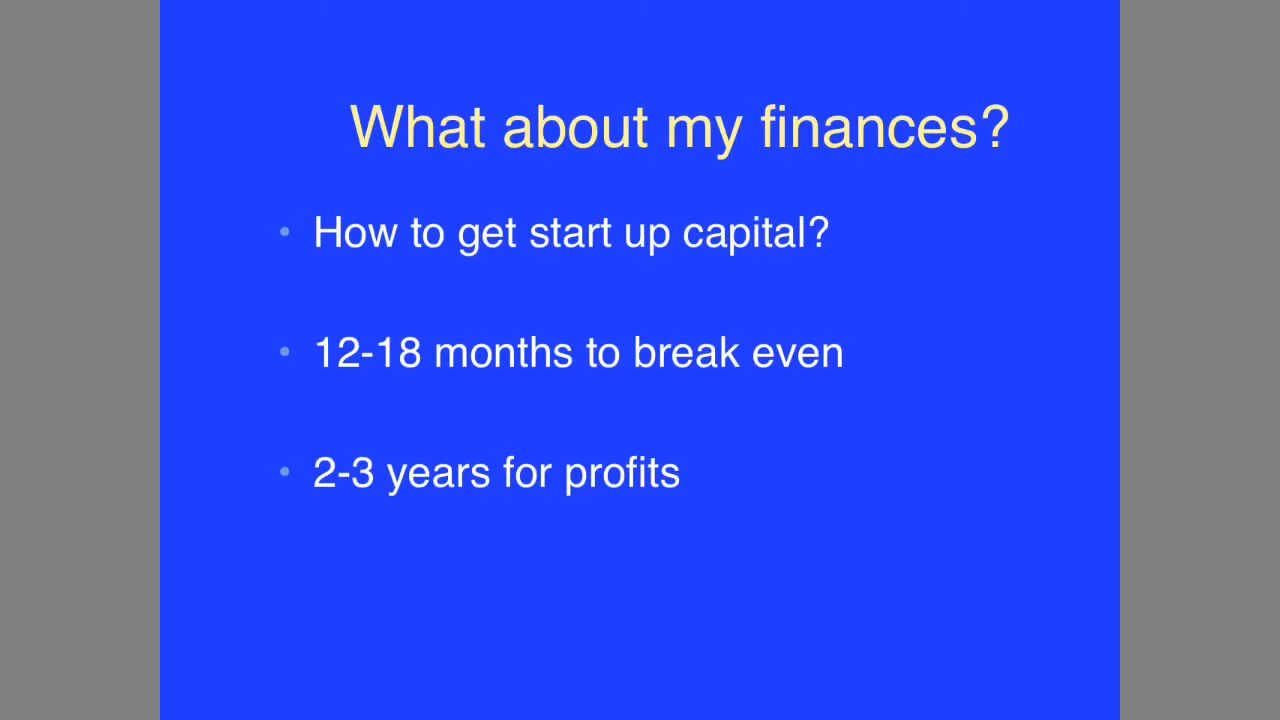 What about my finances?
• How to get start up capital?
• 12-18 months to break even
• 2-3 years for profits